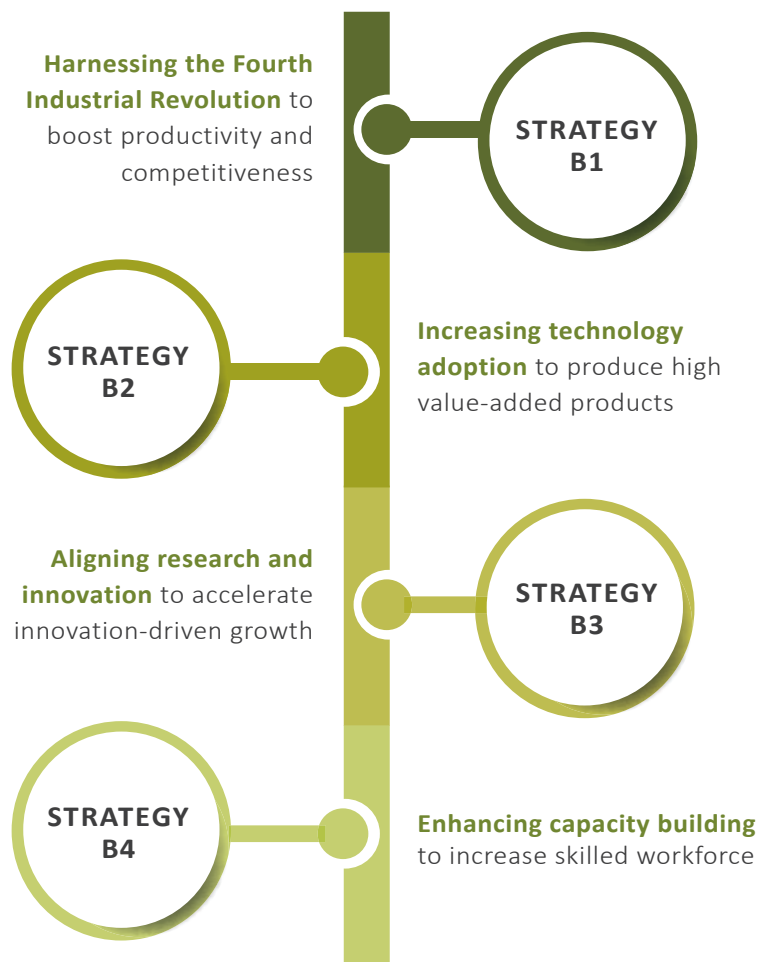 Harnessing the Fourth
Industrial Revolution to
boost productivity and
competitiveness
STRATEGY
B1
STRATEGY
B2
Increasing technology
adoption to produce high
value-added products
Aligning research and
innovation to accelerate
innovation-driven growth
STRATEGY
B3
STRATEGY
B4
Enhancing capacity building
to increase skilled workforce